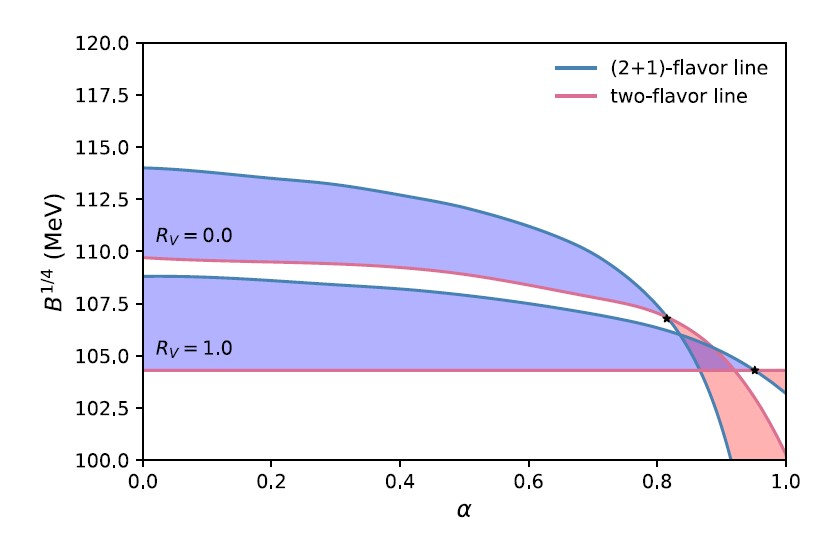 120.0
117.5
115.0
112.5
110.0
107.5
105.0
102.5
100.0
B^{1/4} (MeV)
(2+1)-flavor line
two-flavor line
R_V = 0.0
R_V = 1.0
0.0 0.2 0.4 0.6 0.8 1.0
α